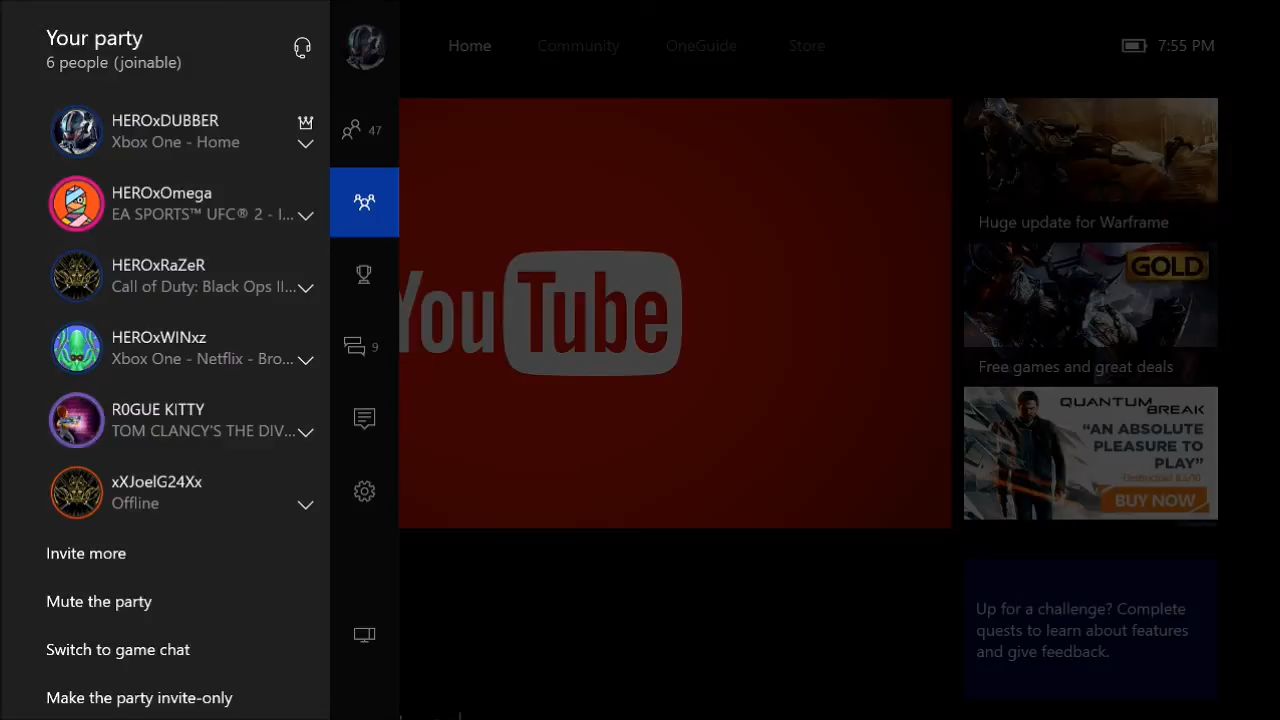 Your party
6 people (joinable)
HEROxDUBBER
Xbox One - Home
HEROxOmega
EA SPORTS™ UFC® 2 - I...
HEROxRaZeR
Call of Duty: Black Ops II...
HEROxWINxz
Xbox One - Netflix - Bro...
R0GUE KITTY
TOM CLANCY'S THE DIV...
xXJoelG24Xx
Offline
Invite more
Mute the party
Switch to game chat
Make the party invite-only
47
9
Home
Community
OneGuide
Store
7:55 PM
YouTube
Huge update for Warframe
GOLD
Free games and great deals
QUANTUM BREAK
"AN ABSOLUTE
PLEASURE TO
PLAY"
Destructoid 8.5/10
BUY NOW
Up for a challenge? Complete
quests to learn about features
and give feedback.